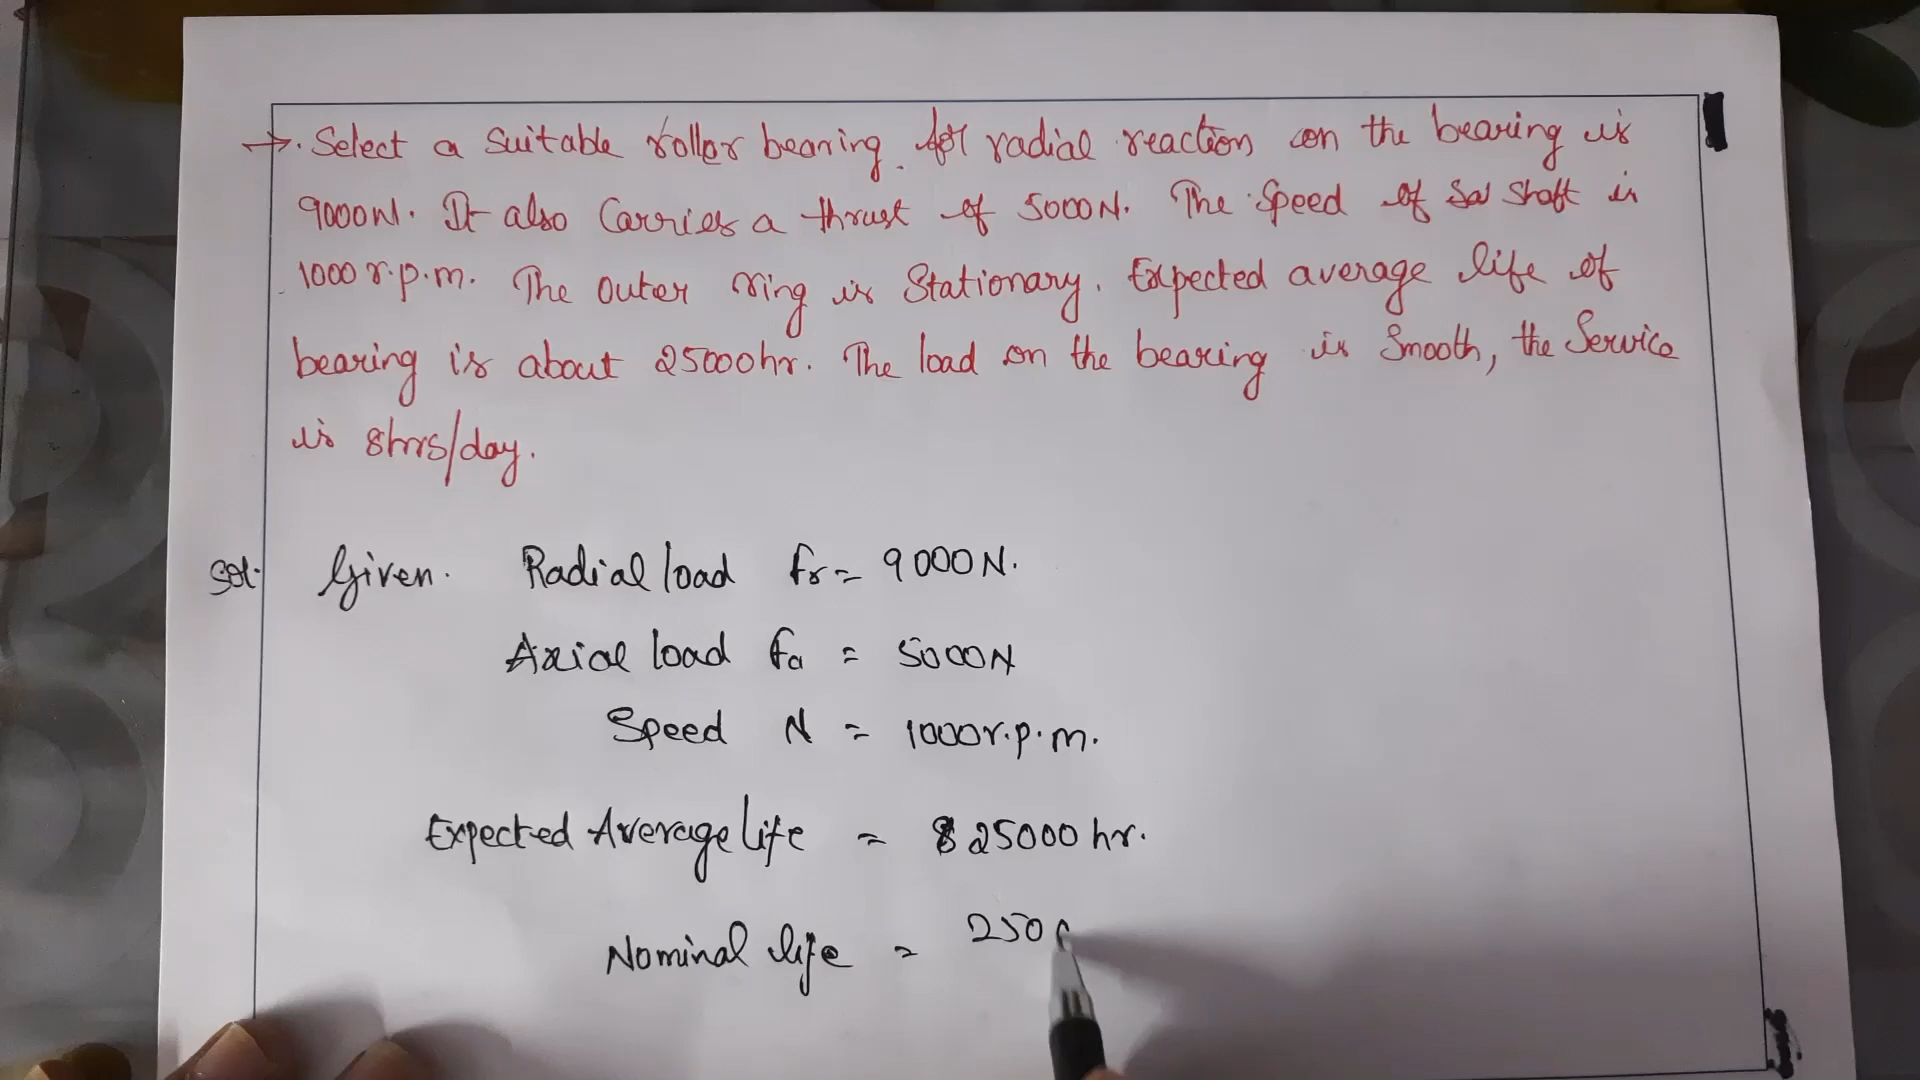 →. Select a Suitable roller bearing for radial reaction on the bearing is
9000N. It also Carries a thrust of 5000N. The Speed of shaft is
1000 r.p.m. The outer ring is Stationary. Expected average life of
bearing is about 25000hr. The load on the bearing is Smooth, the Service
is 8hrs/day.
Sol. Given. Radial load fr = 9000N.
Axial load fa = 5000N
Speed N = 1000r.p.m.
Expected Average life = 25000 hr.
Nominal life = 250